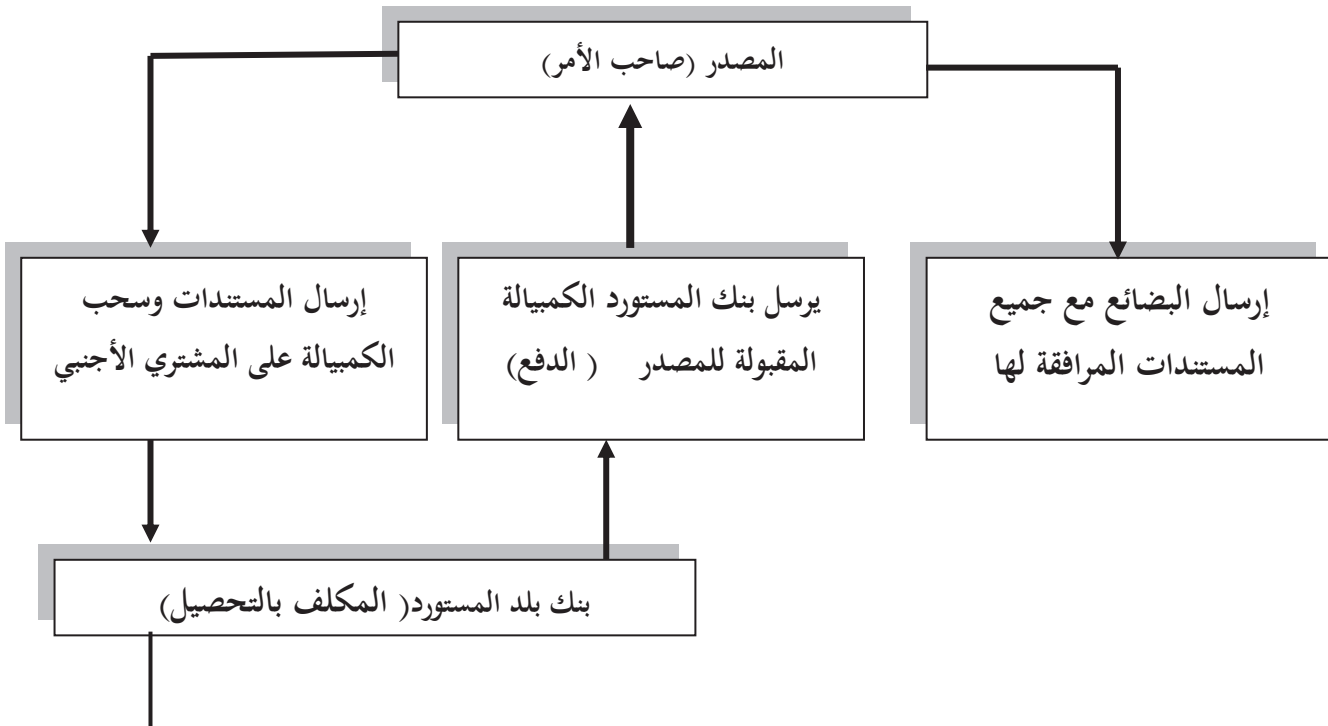 المصدر (صاحب الأمر)
إرسال البضائع مع جميع
المستندات المرافقة لها
يرسل بنك المستورد الكمبيالة
المقبولة للمصدر ( الدفع)
إرسال المستندات وسحب
الكمبيالة على المشتري الأجنبي
بنك بلد المستورد( المكلف بالتحصيل)